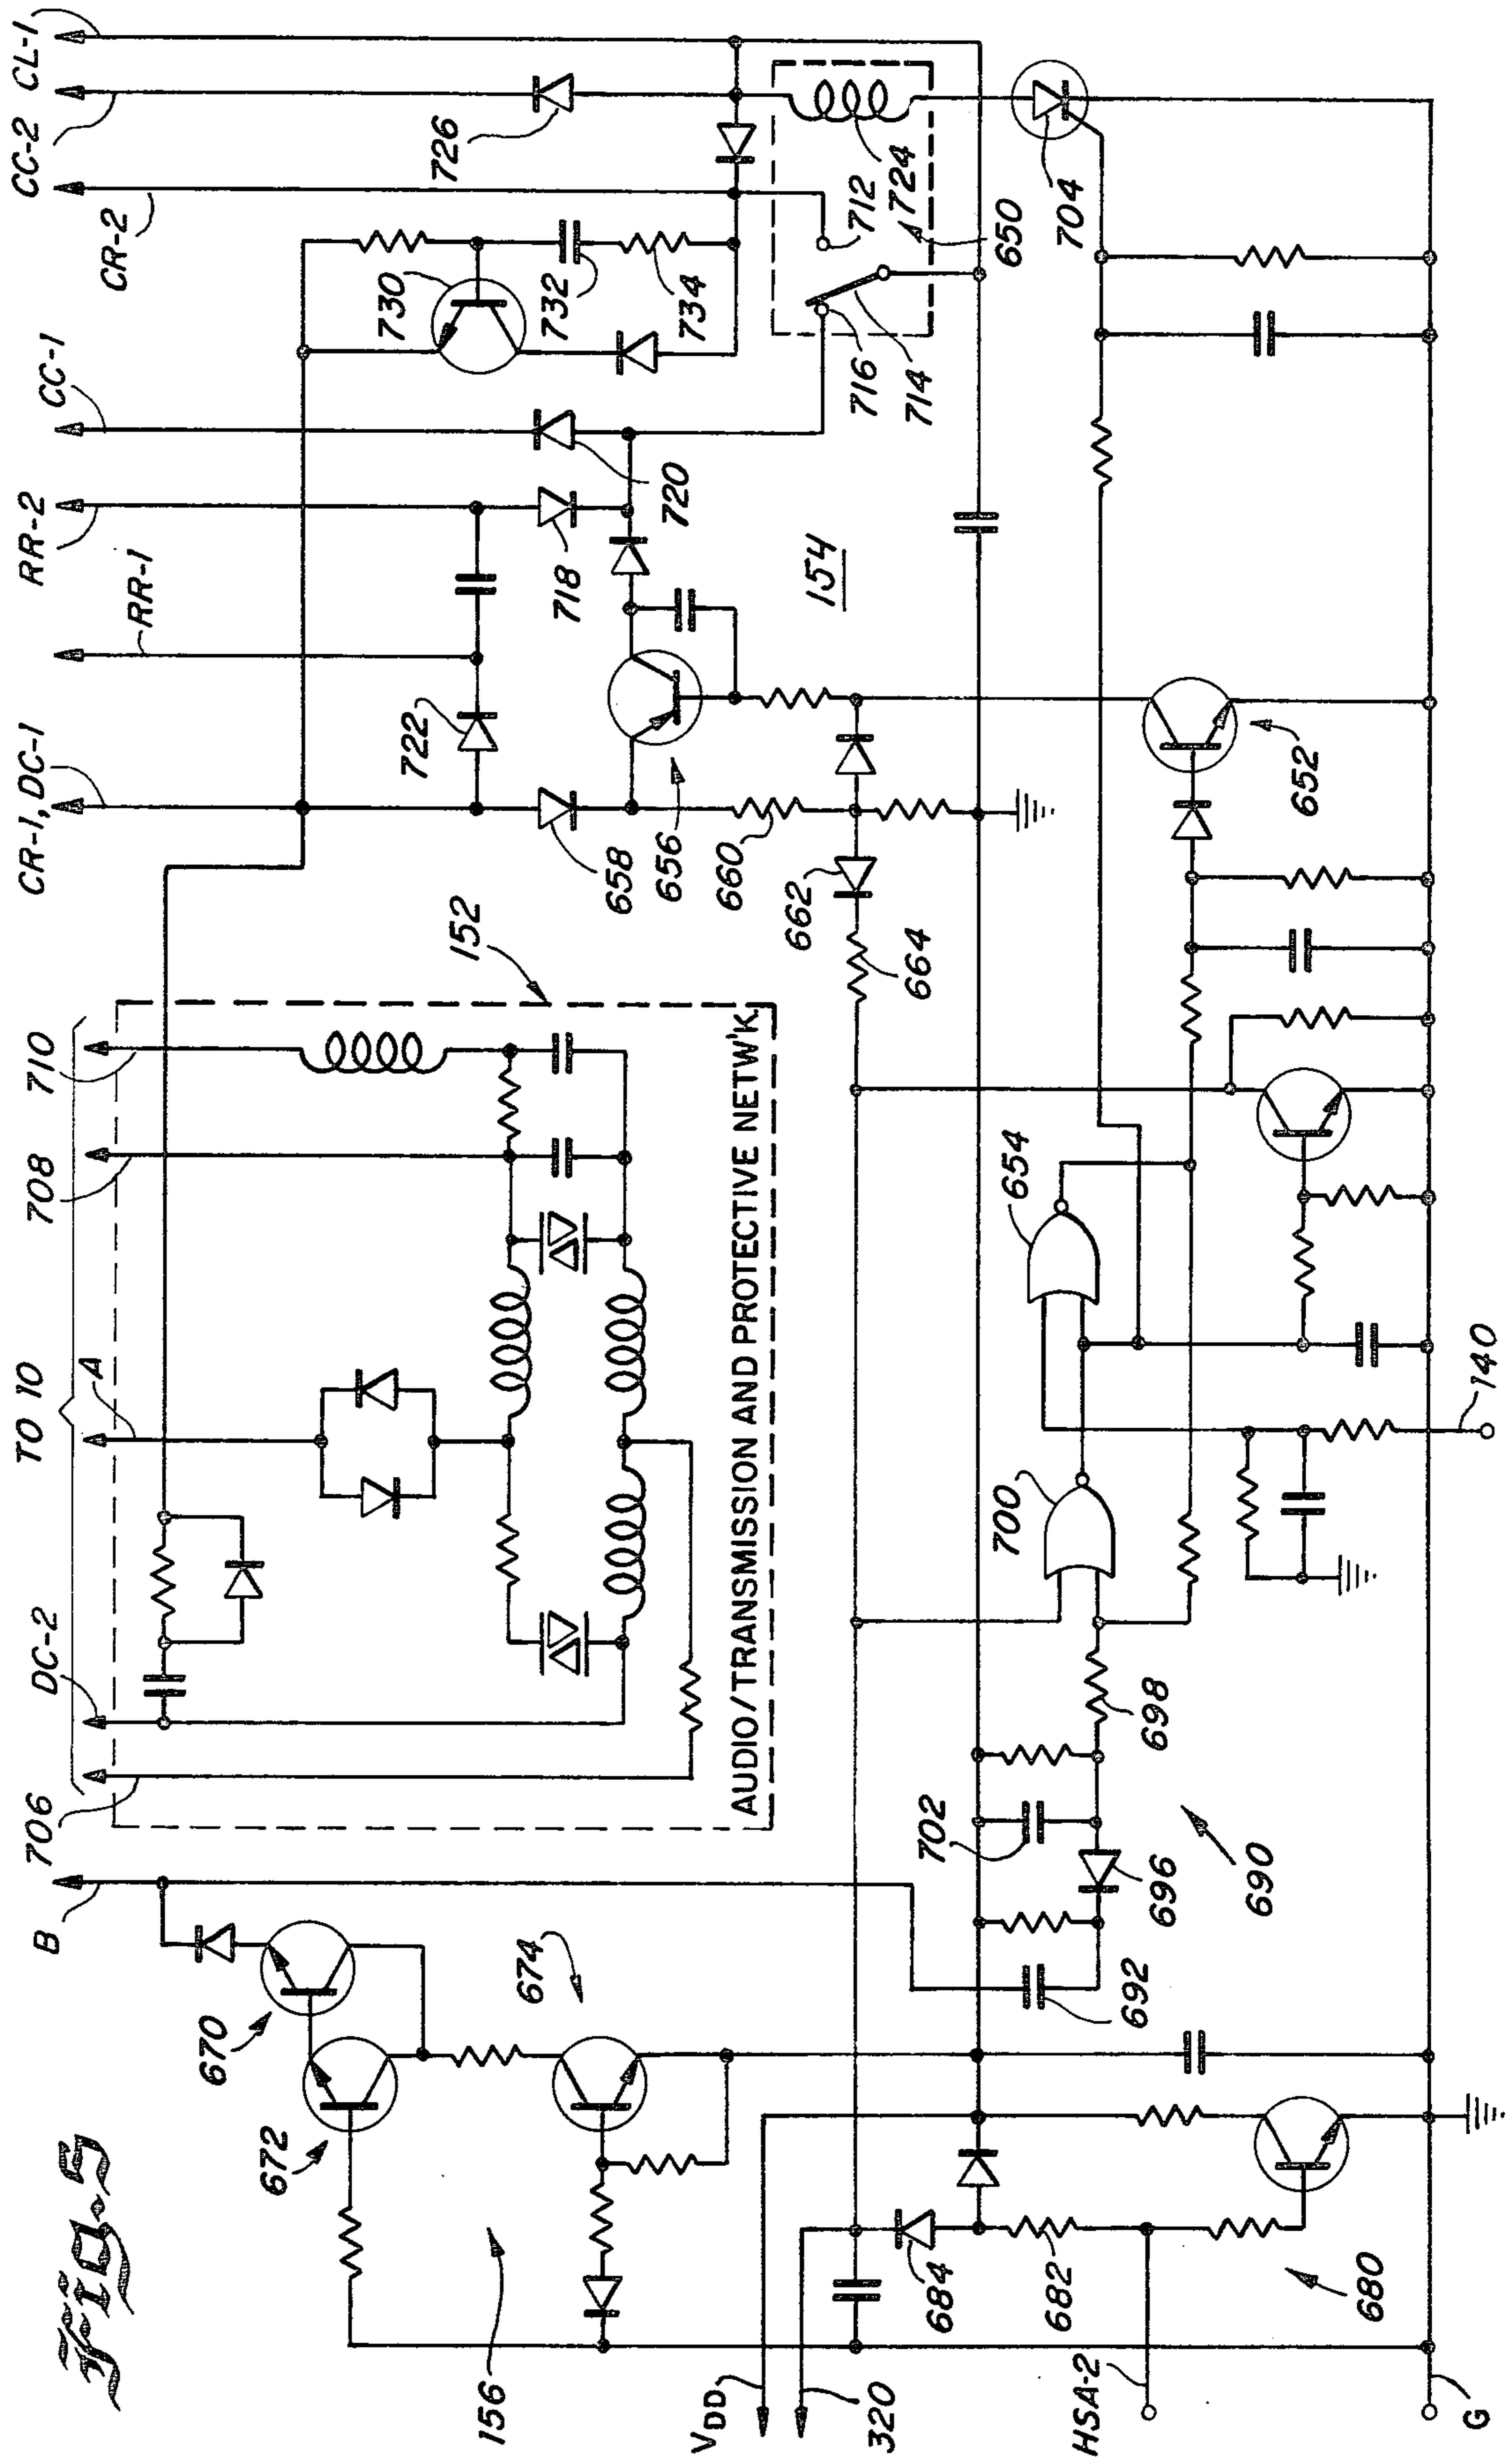 CR-1, DC-1
RR-1
RR-2
CC-1
CR-2
CC-2
CL-1
TO 10
706
DC-2
A
708
710
B
152
722
658
656
660
662
664
718
720
730
732
734
726
716
714
712
724
650
154
704
652
AUDIO/TRANSMISSION AND PROTECTIVE NETW'K.
670
672
674
156
VDD
320
684
682
680
HSA-2
G
692
696
702
698
690
700
654
140
Fig. 5